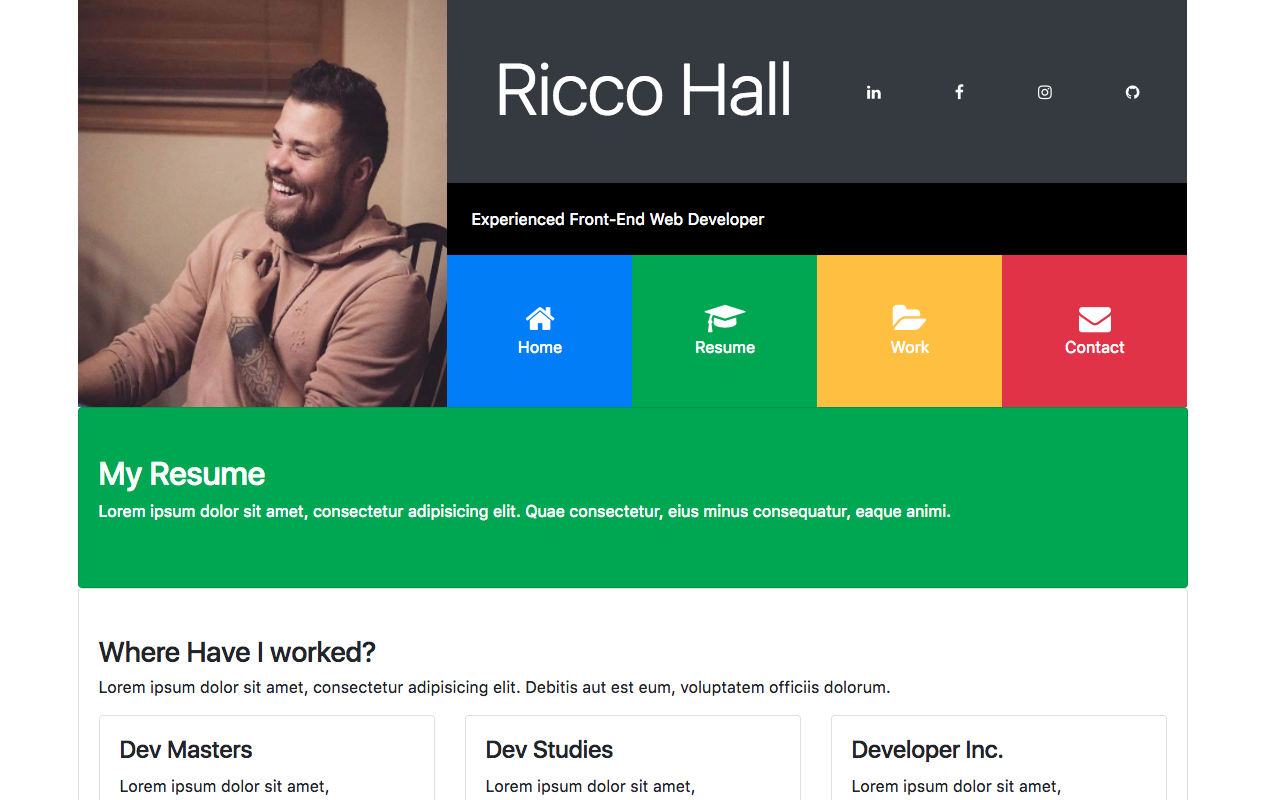 Ricco Hall
Experienced Front-End Web Developer
Home
Resume
Work
Contact
My Resume
Lorem ipsum dolor sit amet, consectetur adipisicing elit. Quae consectetur, eius minus consequatur, eaque animi.
Where Have I worked?
Lorem ipsum dolor sit amet, consectetur adipisicing elit. Debitis aut est eum, voluptatem officiis dolorum.
Dev Masters
Lorem ipsum dolor sit amet,
Dev Studies
Lorem ipsum dolor sit amet,
Developer Inc.
Lorem ipsum dolor sit amet,